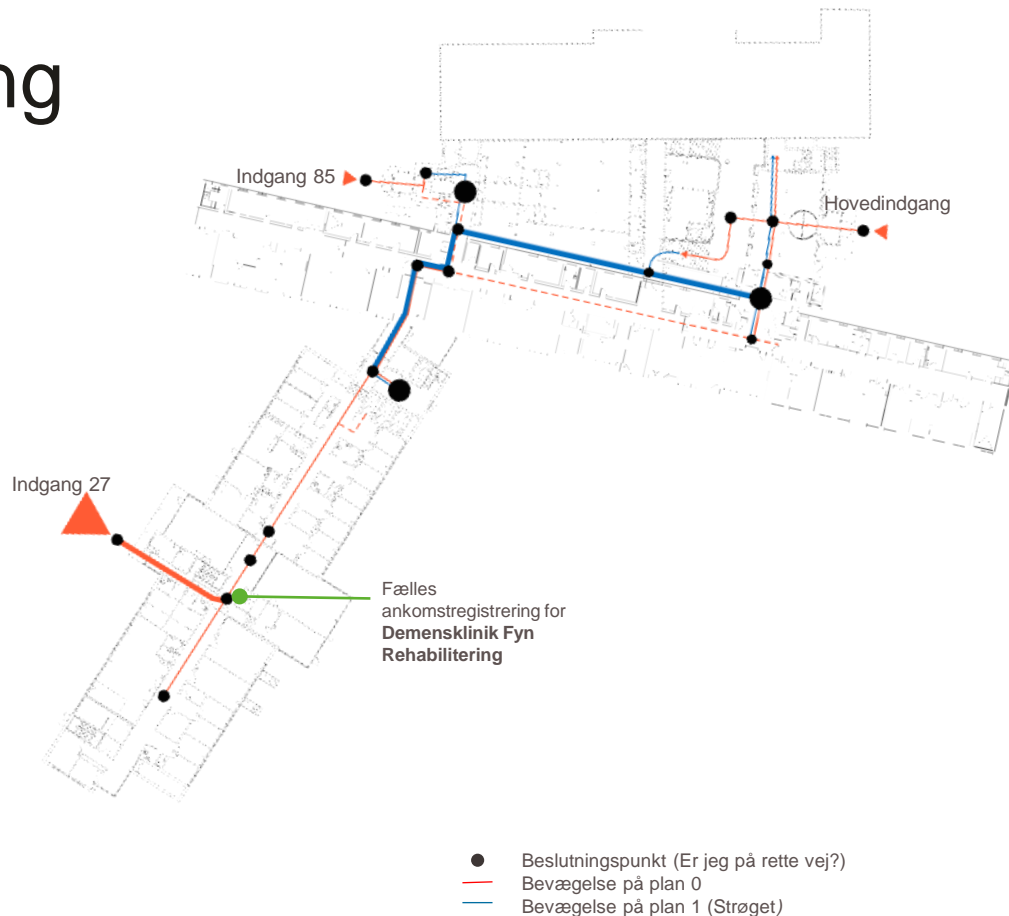 ng
Indgang 85
Hovedindgang
Indgang 27
Fælles
ankomstregistrering for
Demensklinik Fyn
Rehabilitering
Beslutningspunkt (Er jeg på rette vej?)
Bevægelse på plan 0
Bevægelse på plan 1 (Strøget)